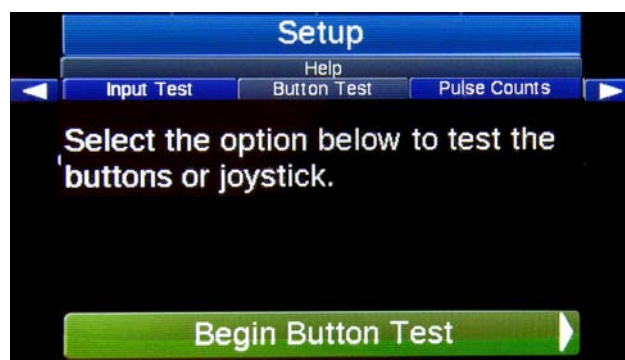 Setup
Help
Input Test Button Test Pulse Counts
Select the option below to test the
buttons or joystick.
Begin Button Test